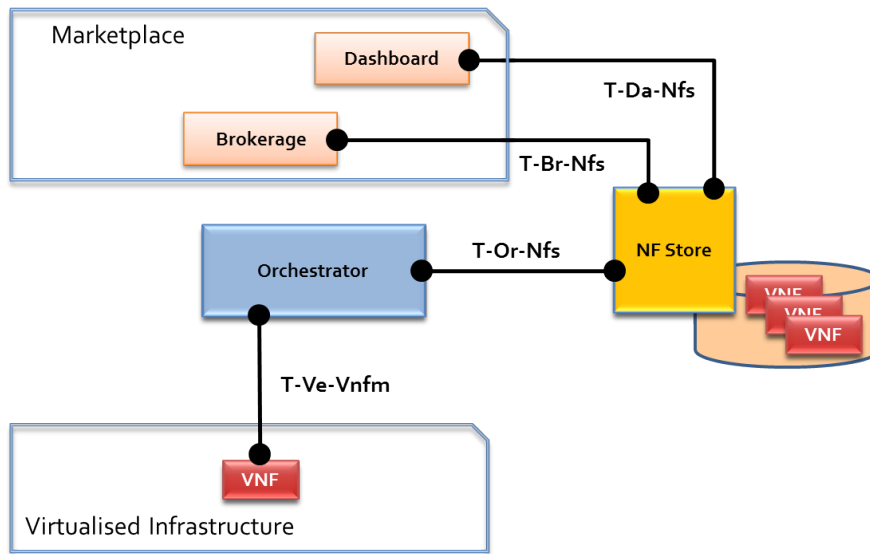 Marketplace
Dashboard
T-Da-Nfs
Brokerage
T-Br-Nfs
NF Store
T-Or-Nfs
Orchestrator
VNF
VNF
VNF
T-Ve-Vnfm
VNF
Virtualised Infrastructure